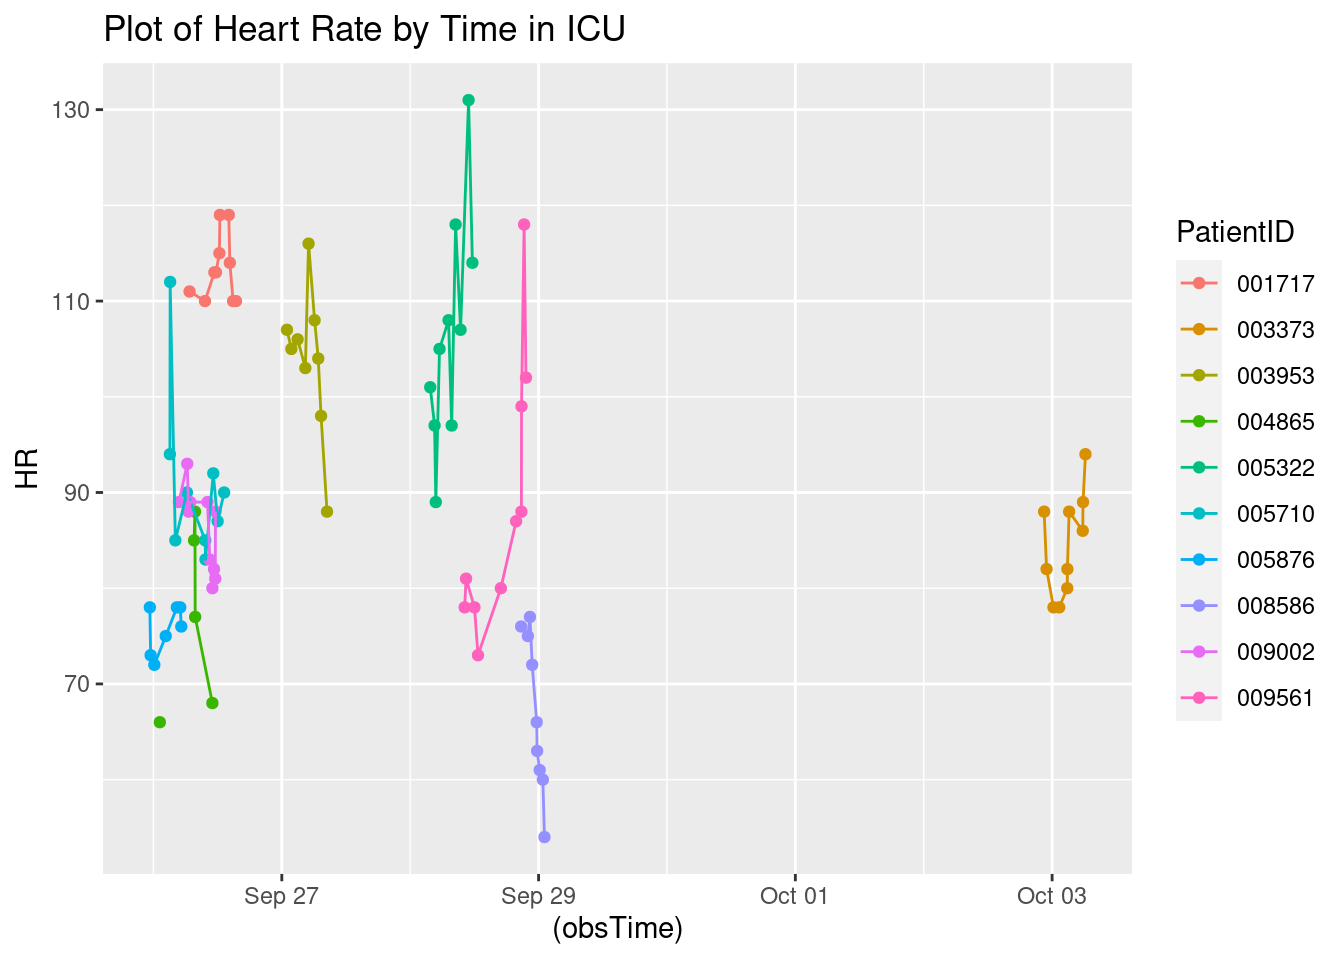 Plot of Heart Rate by Time in ICU
130
110
90
70
HR
Sep 27
Sep 29
Oct 01
Oct 03
(obsTime)
PatientID
001717
003373
003953
004865
005322
005710
005876
008586
009002
009561